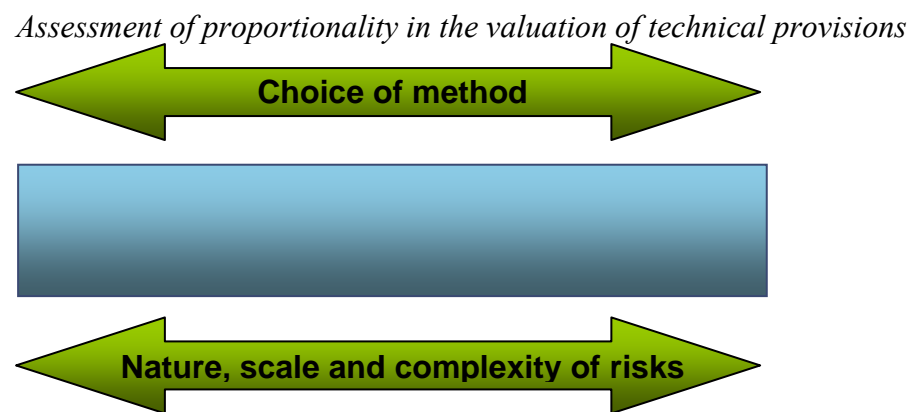 Assessment of proportionality in the valuation of technical provisions
Choice of method
Nature, scale and complexity of risks